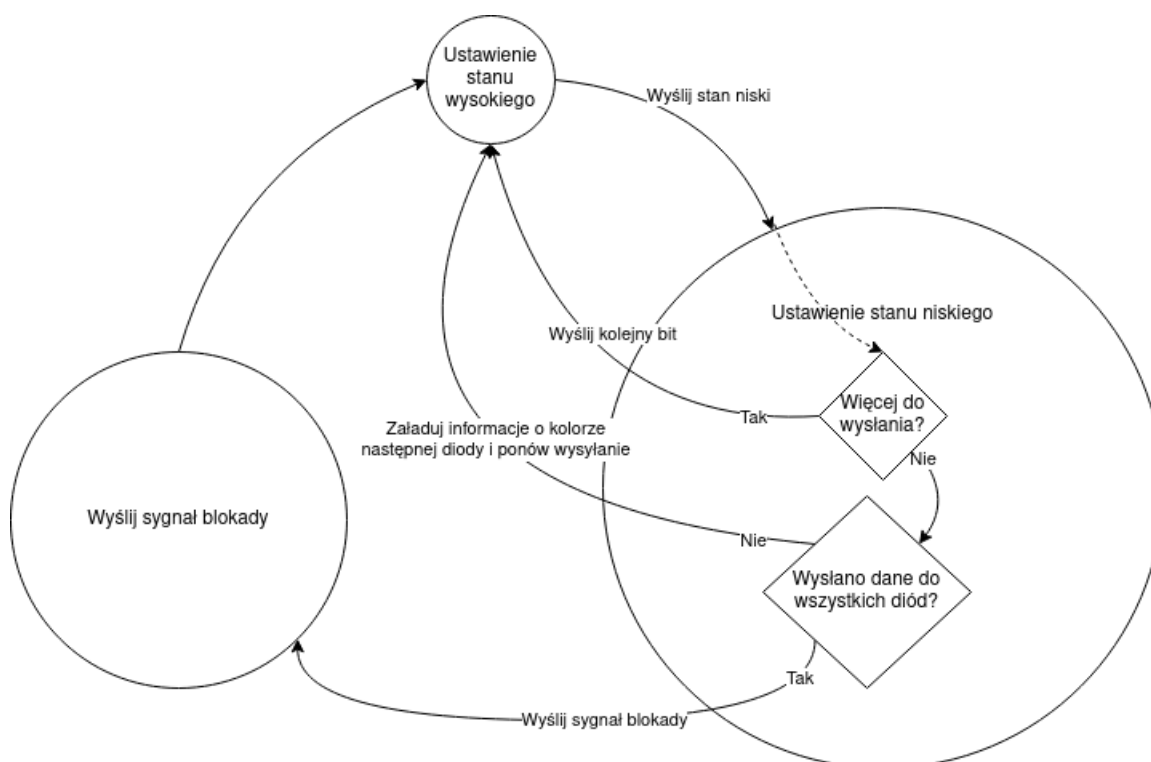 Ustawienie
stanu
wysokiego
Wyślij stan niski
Ustawienie stanu niskiego
Wyślij kolejny bit
Więcej do
wysłania?
Tak
Załaduj informacje o kolorze
następnej diody i ponów wysyłanie
Nie
Wyślij sygnał blokady
Nie
Wysłano dane do
wszystkich diód?
Tak
Wyślij sygnał blokady